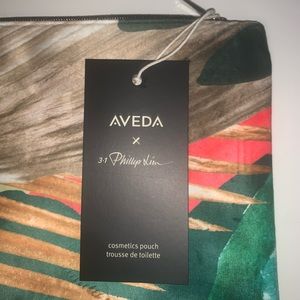 AVEDA
x
3.1 Phillip Lim
cosmetics pouch
trousse de toilette